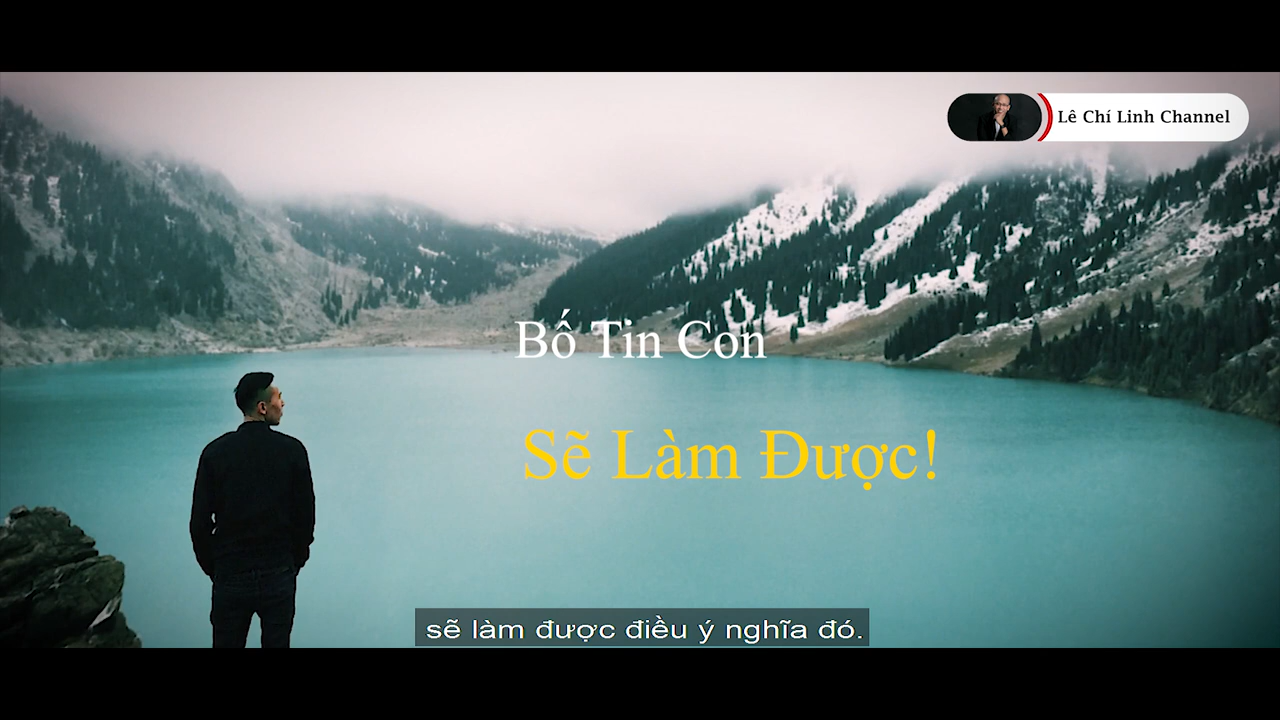 Lê Chí Linh Channel
Bố Tin Con
Sẽ Làm Được!
sẽ làm được điều ý nghĩa đó.